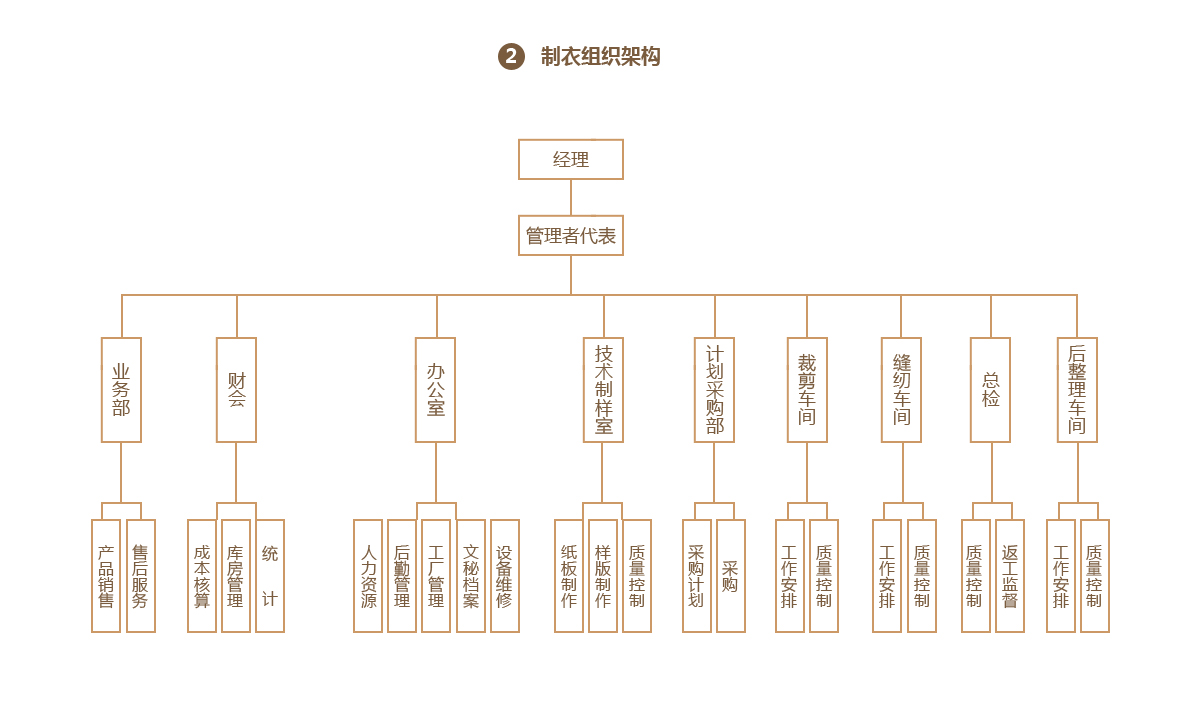 2 制衣组织架构
经理
管理者代表
业务部
财会
办公室
技术制样室
计划采购部
裁剪车间
缝纫车间
总检
后整理车间
产品销售
售后服务
成本核算
库房管理
统计
人力资源
后勤管理
工厂管理
文秘档案
设备维修
纸板制作
样版制作
质量控制
采购计划
采购
工作安排
质量控制
工作安排
质量控制
质量控制
返工监督
工作安排
质量控制